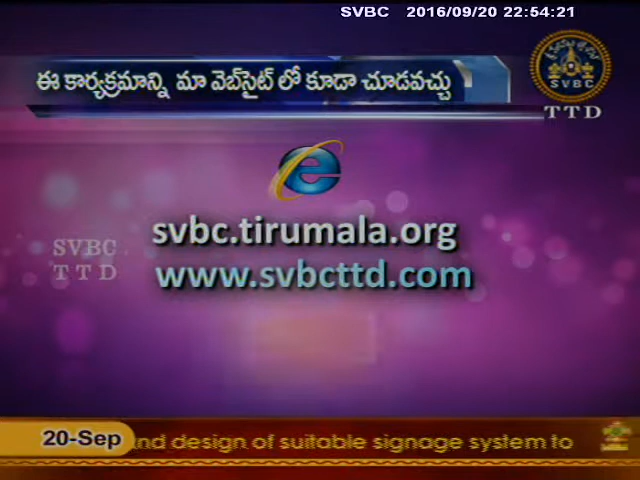 SVBC 2016/09/20 22:54:21
ఈ కార్యక్రమాన్ని మా వెబ్‌సైట్ లో కూడా చూడవచ్చు
SVBC
TTD
svbc.tirumala.org
www.svbcttd.com
SVBC
TTD
20-Sep and design of suitable signage system to